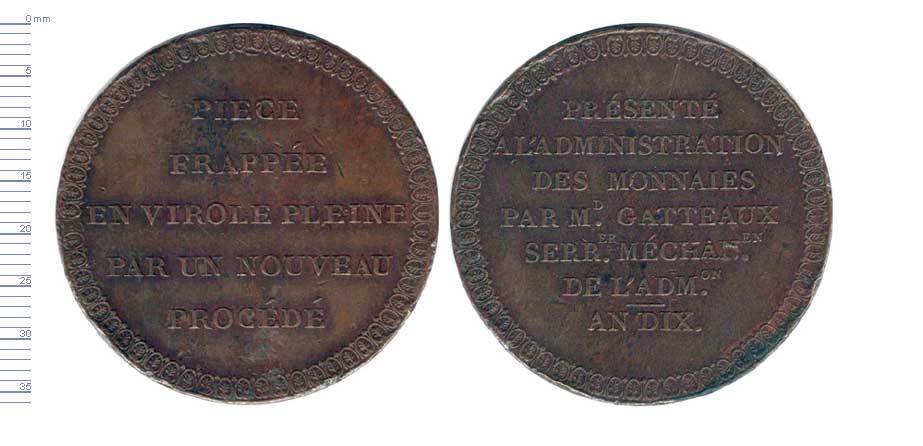 0 mm
5
10
15
20
25
30
35
PIECE
FRAPPÉE
EN VIROLE PLEINE
PAR UN NOUVEAU
PROCÉDÉ
PRÉSENTÉ
A L'ADMINISTRATION
DES MONNAIES
PAR M.D GATTEAUX
SERR.ER MÉCHAN.EN
DE L'ADM.ON
AN DIX.